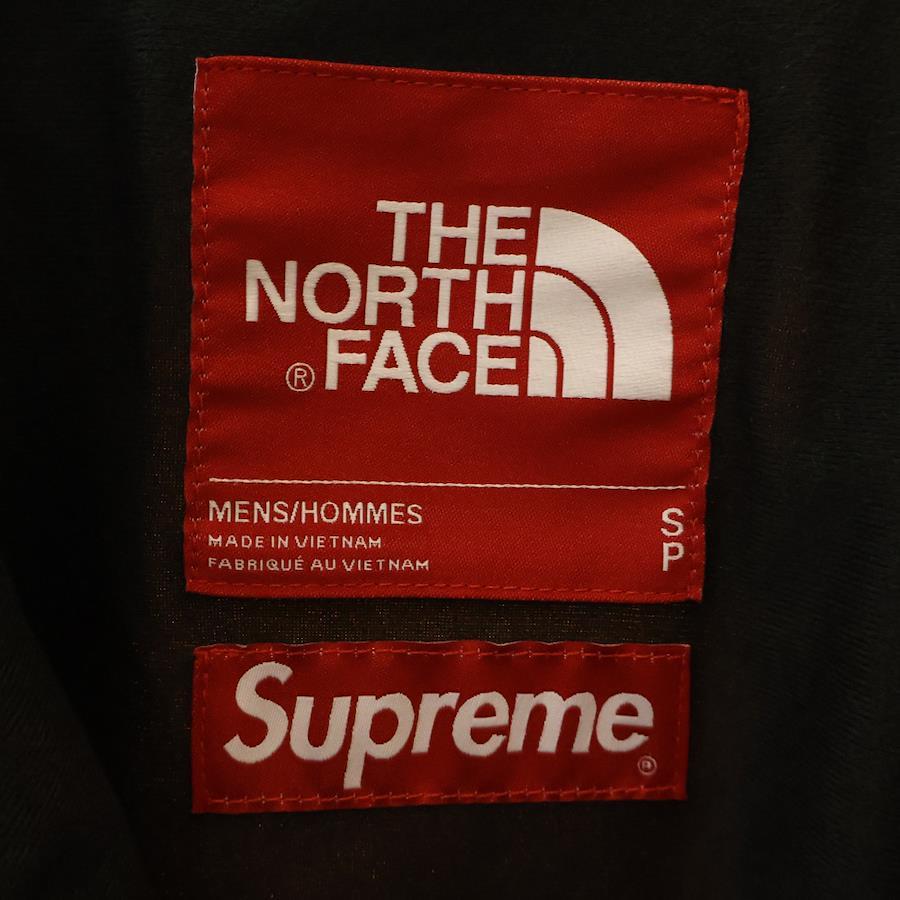 THE
NORTH
® FACE
MENS/HOMMES S
MADE IN VIETNAM
FABRIQUÉ AU VIETNAM P
Supreme ®